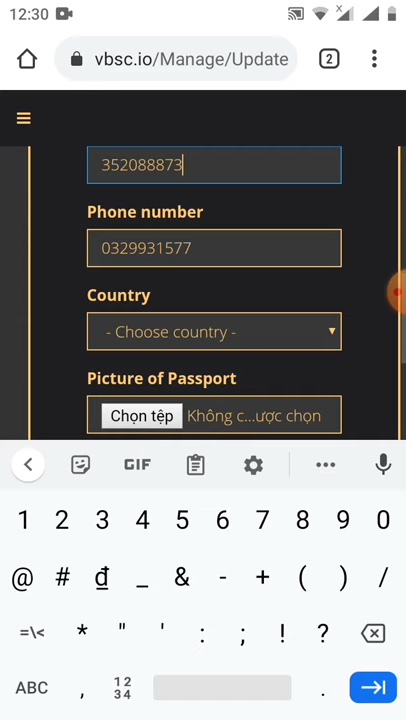 12:30
vbsc.io/Manage/Update
2
352088873
Phone number
0329931577
Country
- Choose country -
Picture of Passport
Chọn tệp Không c...ược chọn
GIF
1 2 3 4 5 6 7 8 9 0
@ # đ _ & - + ( ) /
=\< * " ' : ; ! ?
ABC , 12 34 .